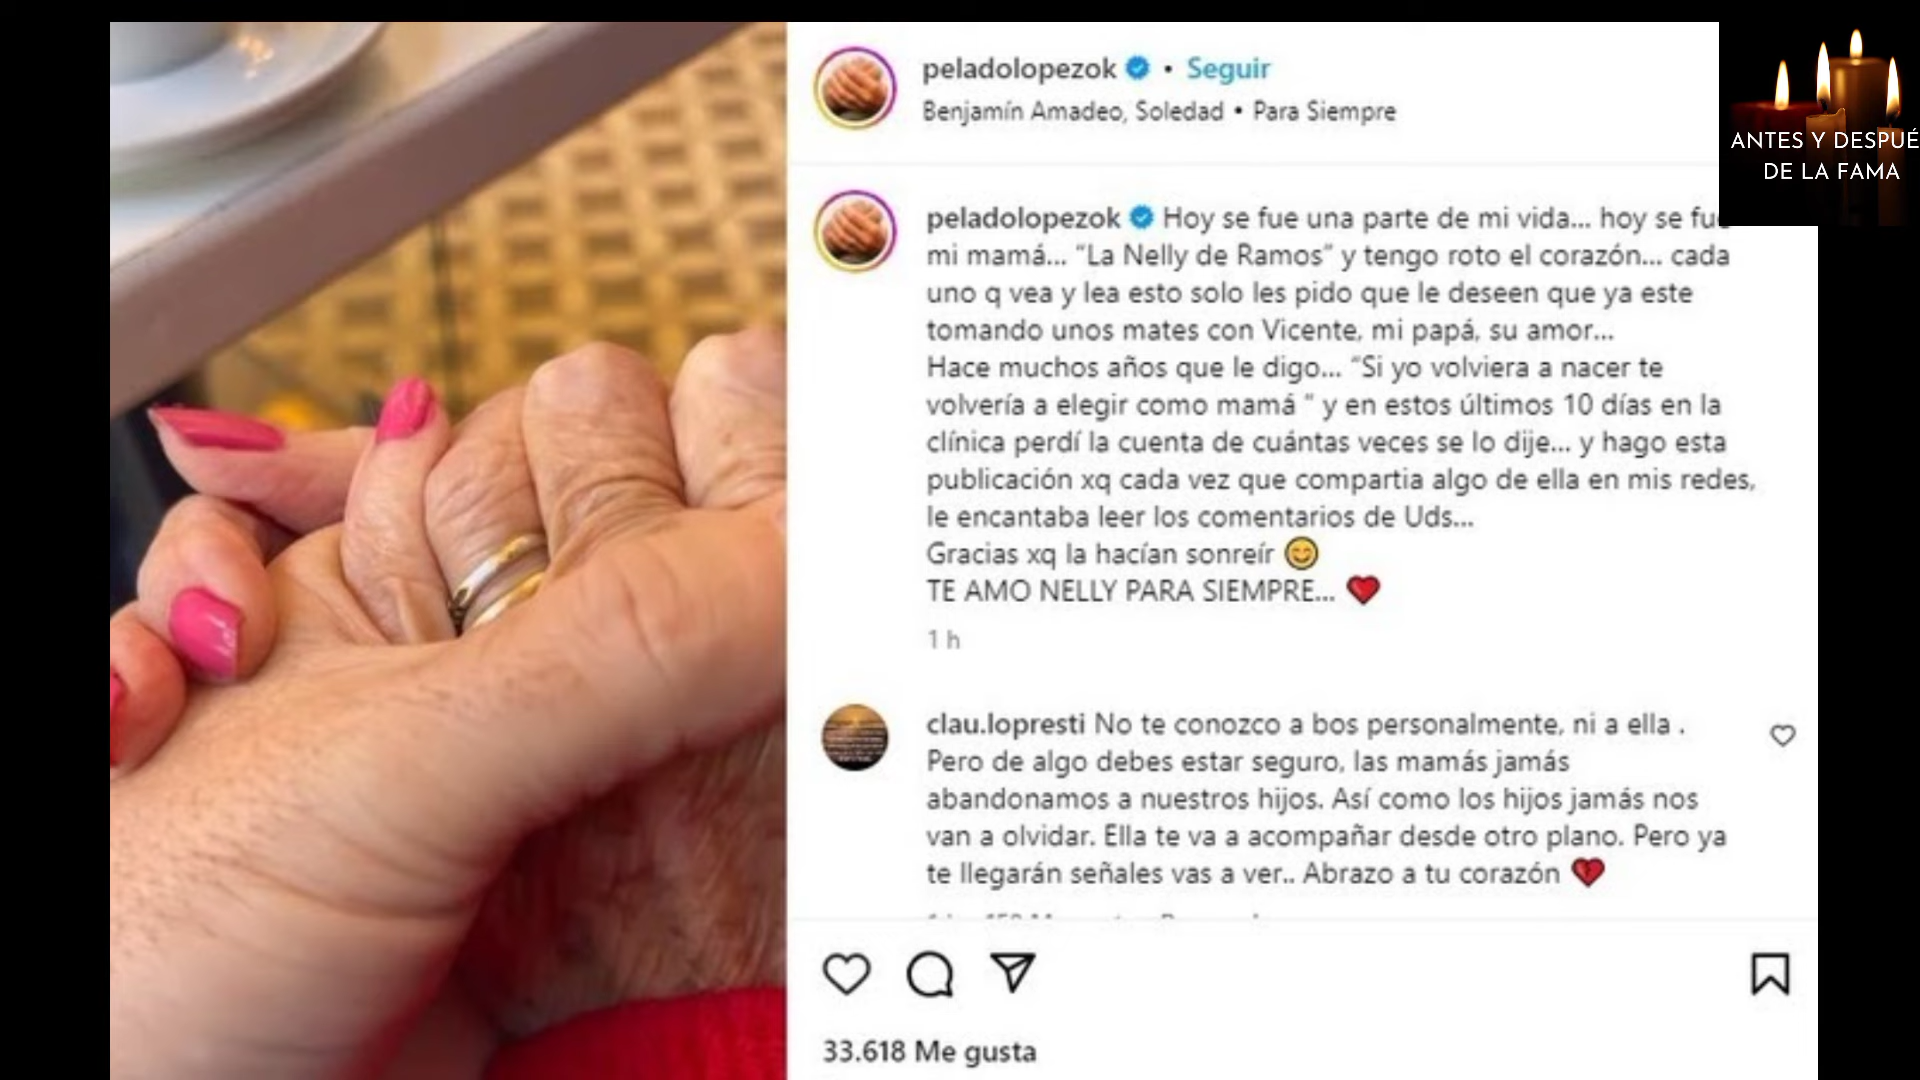 peladolopezok • Seguir
Benjamín Amadeo, Soledad • Para Siempre
ANTES Y DESPUÉ
DE LA FAMA
peladolopezok Hoy se fue una parte de mi vida... hoy se fue
mi mamá... “La Nelly de Ramos” y tengo roto el corazón... cada
uno q vea y lea esto solo les pido que le deseen que ya este
tomando unos mates con Vicente, mi papá, su amor...
Hace muchos años que le digo... “Si yo volviera a nacer te
volvería a elegir como mamá “ y en estos últimos 10 días en la
clínica perdí la cuenta de cuántas veces se lo dije... y hago esta
publicación xq cada vez que compartia algo de ella en mis redes,
le encantaba leer los comentarios de Uds...
Gracias xq la hacían sonreír 😊
TE AMO NELLY PARA SIEMPRE... ❤️
1 h
clau.lopresti No te conozco a bos personalmente, ni a ella .
Pero de algo debes estar seguro, las mamás jamás
abandonamos a nuestros hijos. Así como los hijos jamás nos
van a olvidar. Ella te va a acompañar desde otro plano. Pero ya
te llegarán señales vas a ver.. Abrazo a tu corazón 💔
33.618 Me gusta